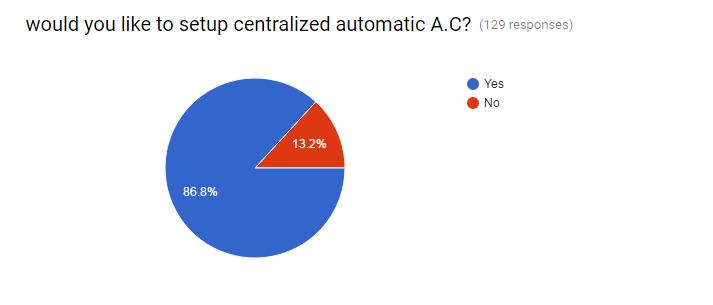 would you like to setup centralized automatic A.C? (129 responses)
Yes
No
13.2%
86.8%